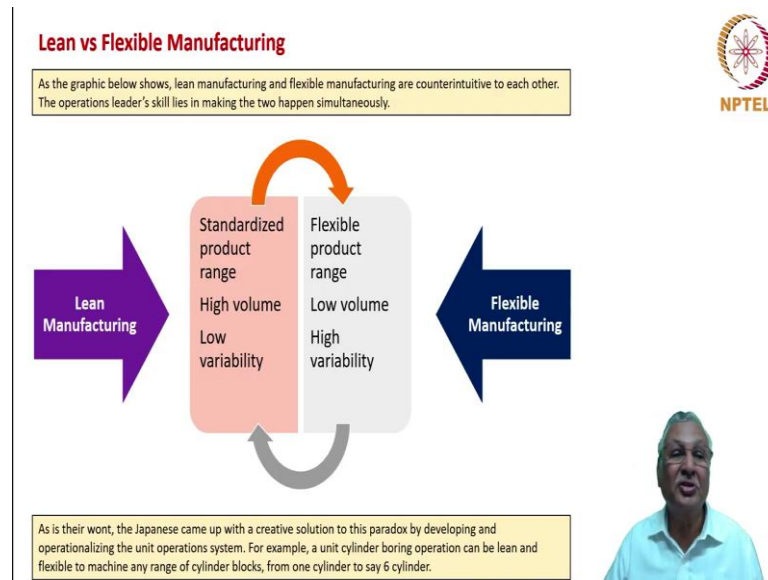 Lean vs Flexible Manufacturing
NPTEL
As the graphic below shows, lean manufacturing and flexible manufacturing are counterintuitive to each other.
The operations leader's skill lies in making the two happen simultaneously.
Lean
Manufacturing
Standardized
product
range
High volume
Low
variability
Flexible
product
range
Low volume
High
variability
Flexible
Manufacturing
As is their wont, the Japanese came up with a creative solution to this paradox by developing and
operationalizing the unit operations system. For example, a unit cylinder boring operation can be lean and
flexible to machine any range of cylinder blocks, from one cylinder to say 6 cylinder.